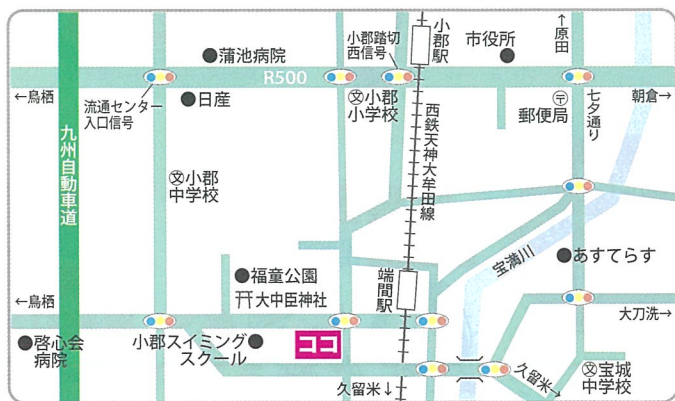 小郡駅
小郡踏切
西信号
市役所
←原田
蒲池病院
R500
←鳥栖
流通センター
入口信号
日産
文小郡
小学校
〒
郵便局
七夕通り
朝倉→
九州自動車道
西鉄天神大牟田線
文小郡
中学校
宝満川
あすてらす
福童公園
大中臣神社
端間駅
←鳥栖
大刀洗→
啓心会
病院
小郡スイミング
スクール
ココ
久留米↓
久留米→
文宝城
中学校